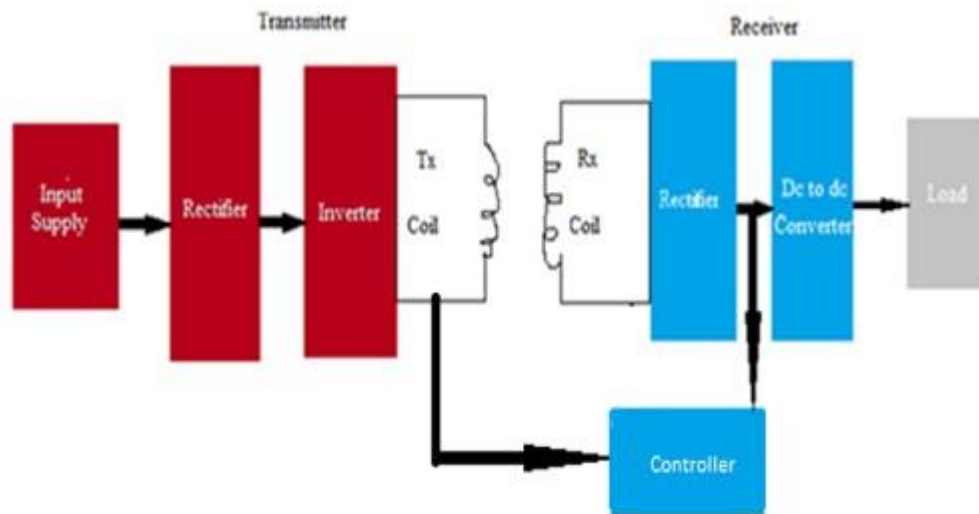 Transmitter
Receiver
Input
Supply
Rectifier
Inverter
Tx
Coil
Rx
Coil
Rectifier
Dc to dc
Converter
Load
Controller